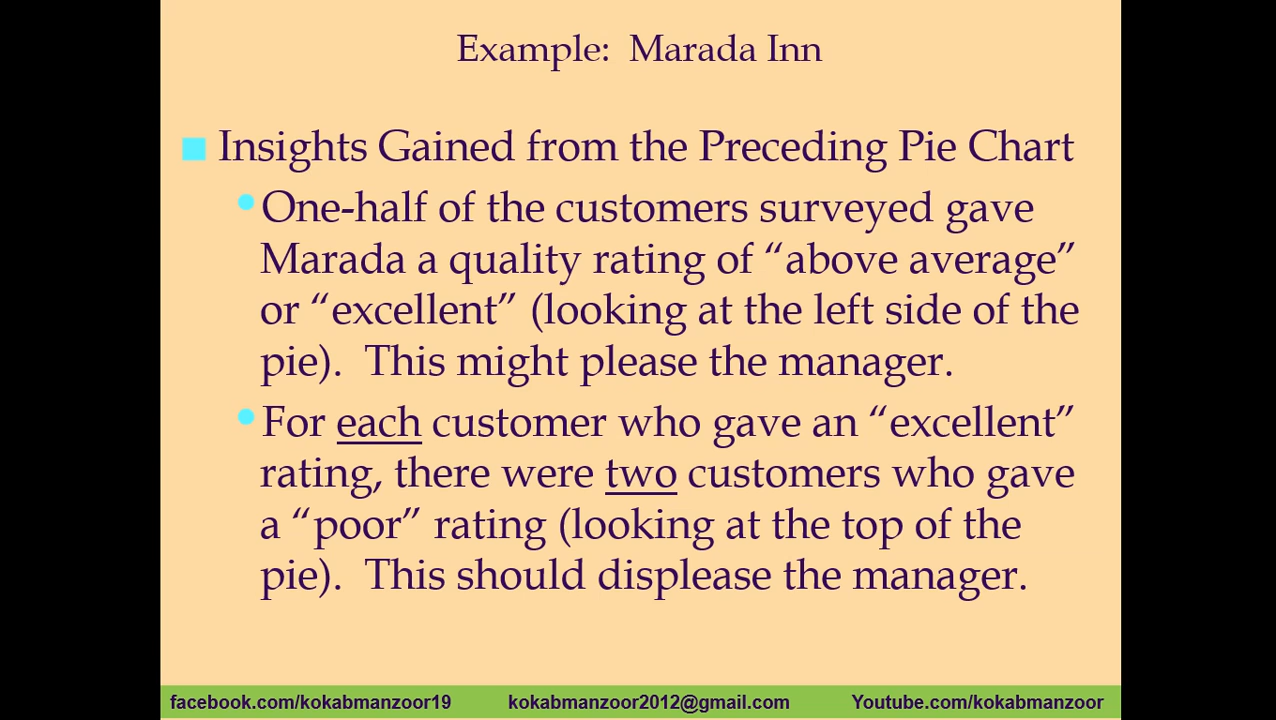 Example: Marada Inn
Insights Gained from the Preceding Pie Chart
One-half of the customers surveyed gave
Marada a quality rating of “above average”
or “excellent” (looking at the left side of the
pie). This might please the manager.
For each customer who gave an “excellent”
rating, there were two customers who gave
a “poor” rating (looking at the top of the
pie). This should displease the manager.
facebook.com/kokabmanzoor19 kokabmanzoor2012@gmail.com Youtube.com/kokabmanzoor